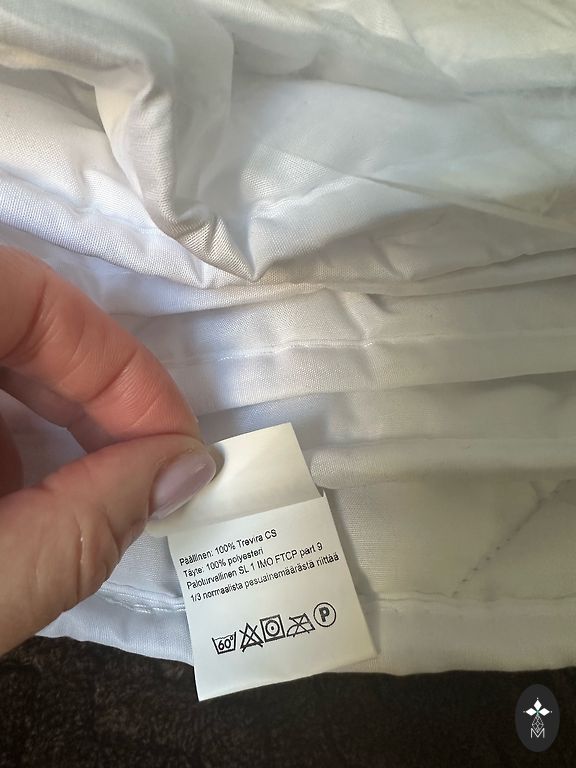 Päällinen: 100% Trevira CS
Täyte: 100% polyesteri
Paloturvallinen SL 1 IMO FTCP part 9
1/3 normaalista pesuainemäärästä riittää
60°
P
M